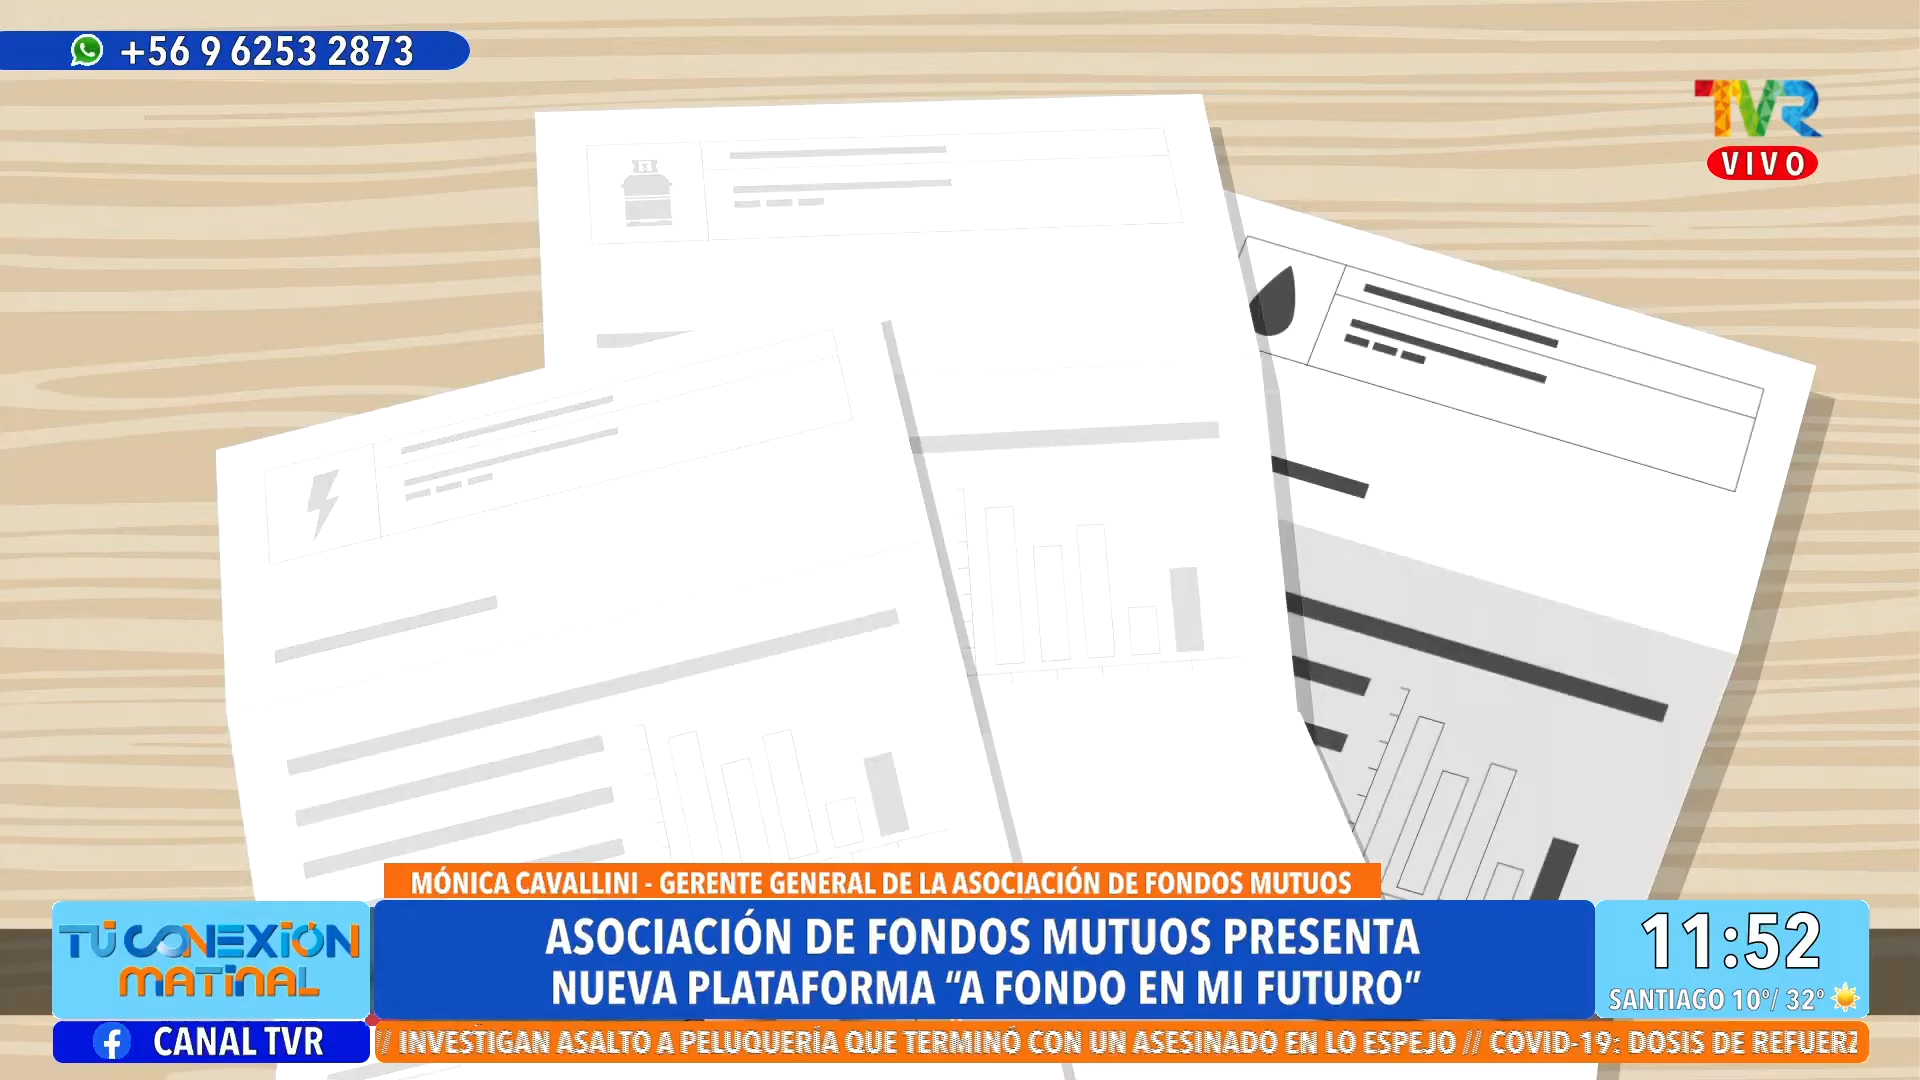 +56 9 6253 2873
TVR
VIVO
MÓNICA CAVALLINI - GERENTE GENERAL DE LA ASOCIACIÓN DE FONDOS MUTUOS
ASOCIACIÓN DE FONDOS MUTUOS PRESENTA
NUEVA PLATAFORMA “A FONDO EN MI FUTURO”
TÚ CONEXIÓN
MATINAL
11:52
SANTIAGO 10º/ 32º
CANAL TVR
// INVESTIGAN ASALTO A PELUQUERÍA QUE TERMINÓ CON UN ASESINADO EN LO ESPEJO // COVID-19: DOSIS DE REFUERZ